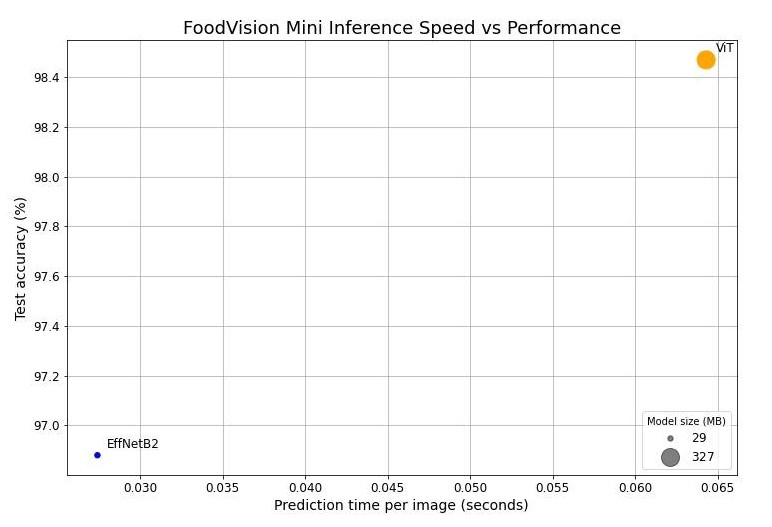 FoodVision Mini Inference Speed vs Performance
ViT
98.4
98.2
98.0
97.8
97.6
97.4
97.2
97.0
Test accuracy (%)
EffNetB2
Model size (MB)
29
327
0.030 0.035 0.040 0.045 0.050 0.055 0.060 0.065
Prediction time per image (seconds)